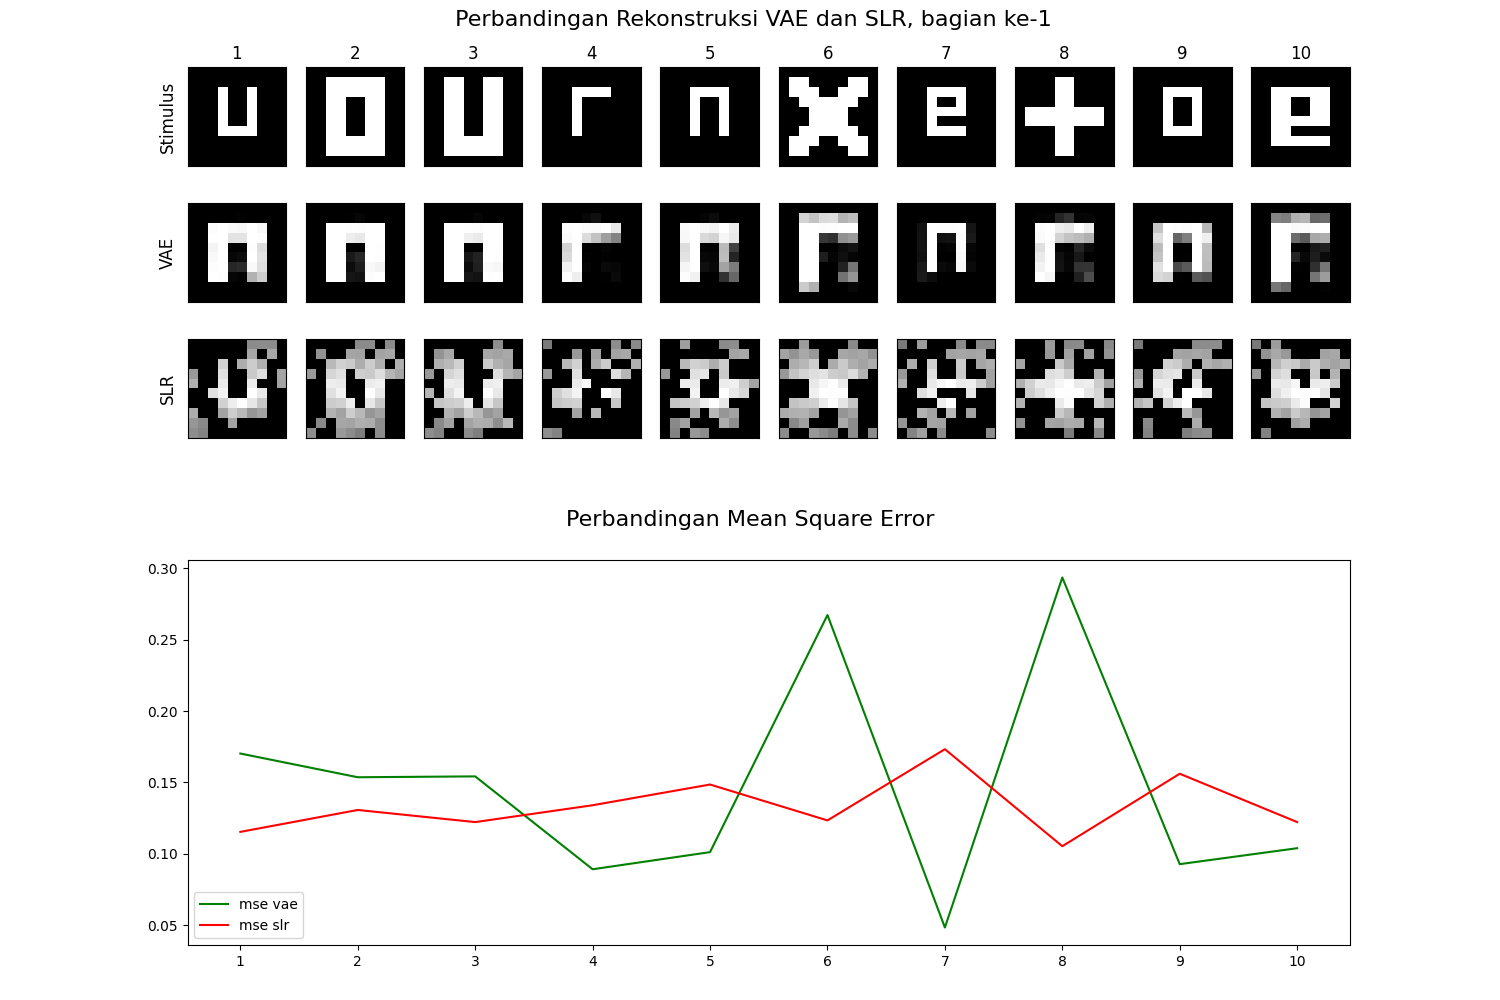 Perbandingan Rekonstruksi VAE dan SLR, bagian ke-1
1 2 3 4 5 6 7 8 9 10
Stimulus
VAE
SLR
Perbandingan Mean Square Error
0.30
0.25
0.20
0.15
0.10
0.05
mse vae
mse slr
1 2 3 4 5 6 7 8 9 10